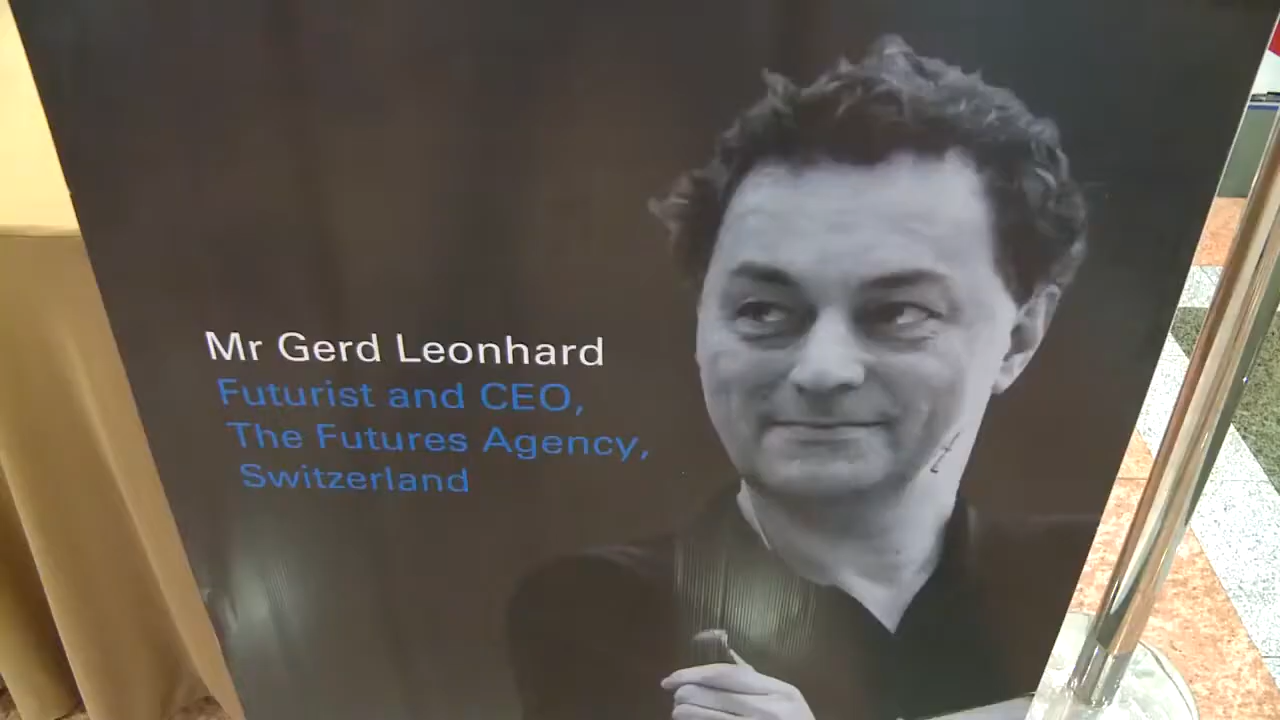 Mr Gerd Leonhard
Futurist and CEO,
The Futures Agency,
Switzerland